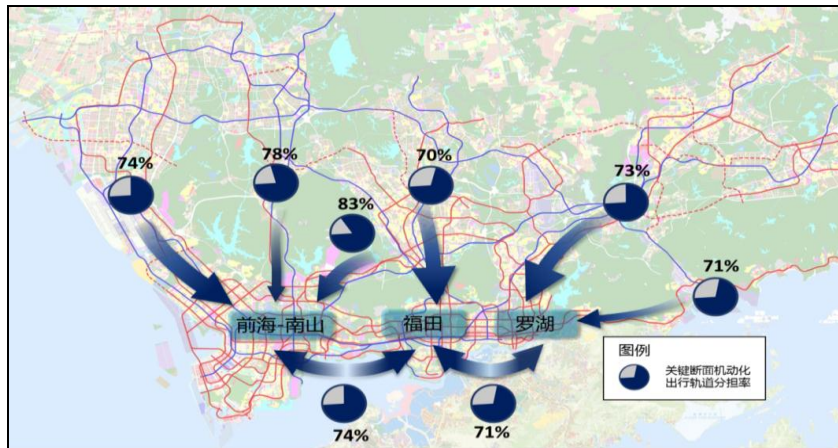 74%
78%
70%
73%
83%
71%
前海-南山
福田
罗湖
图例
关键断面机动化
出行轨道分担率
74%
71%